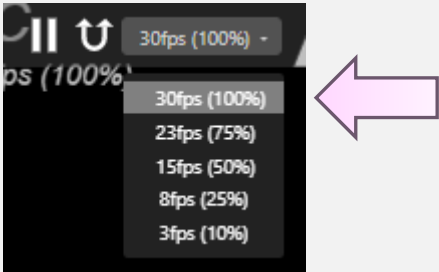 30fps (100%)
ps (100%)
30fps (100%)
23fps (75%)
15fps (50%)
8fps (25%)
3fps (10%)